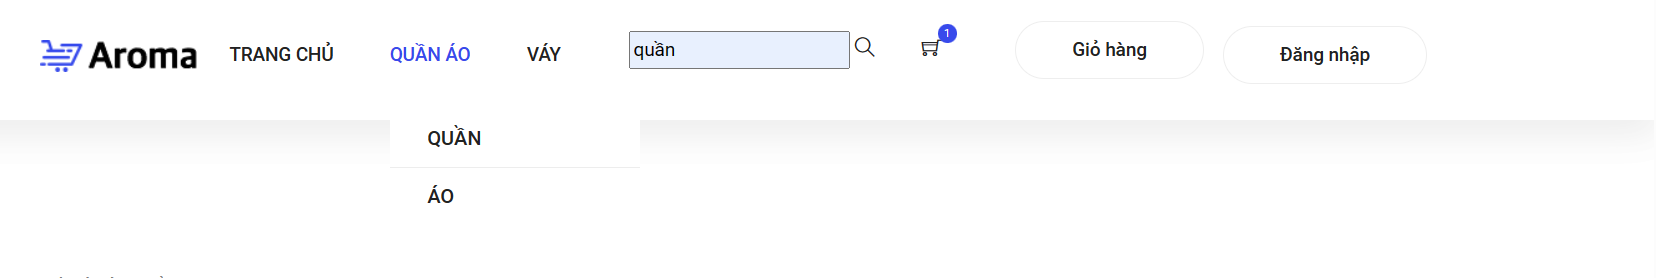 Aroma TRANG CHỦ QUẦN ÁO VÁY quần 1 Giỏ hàng Đăng nhập
QUẦN
ÁO